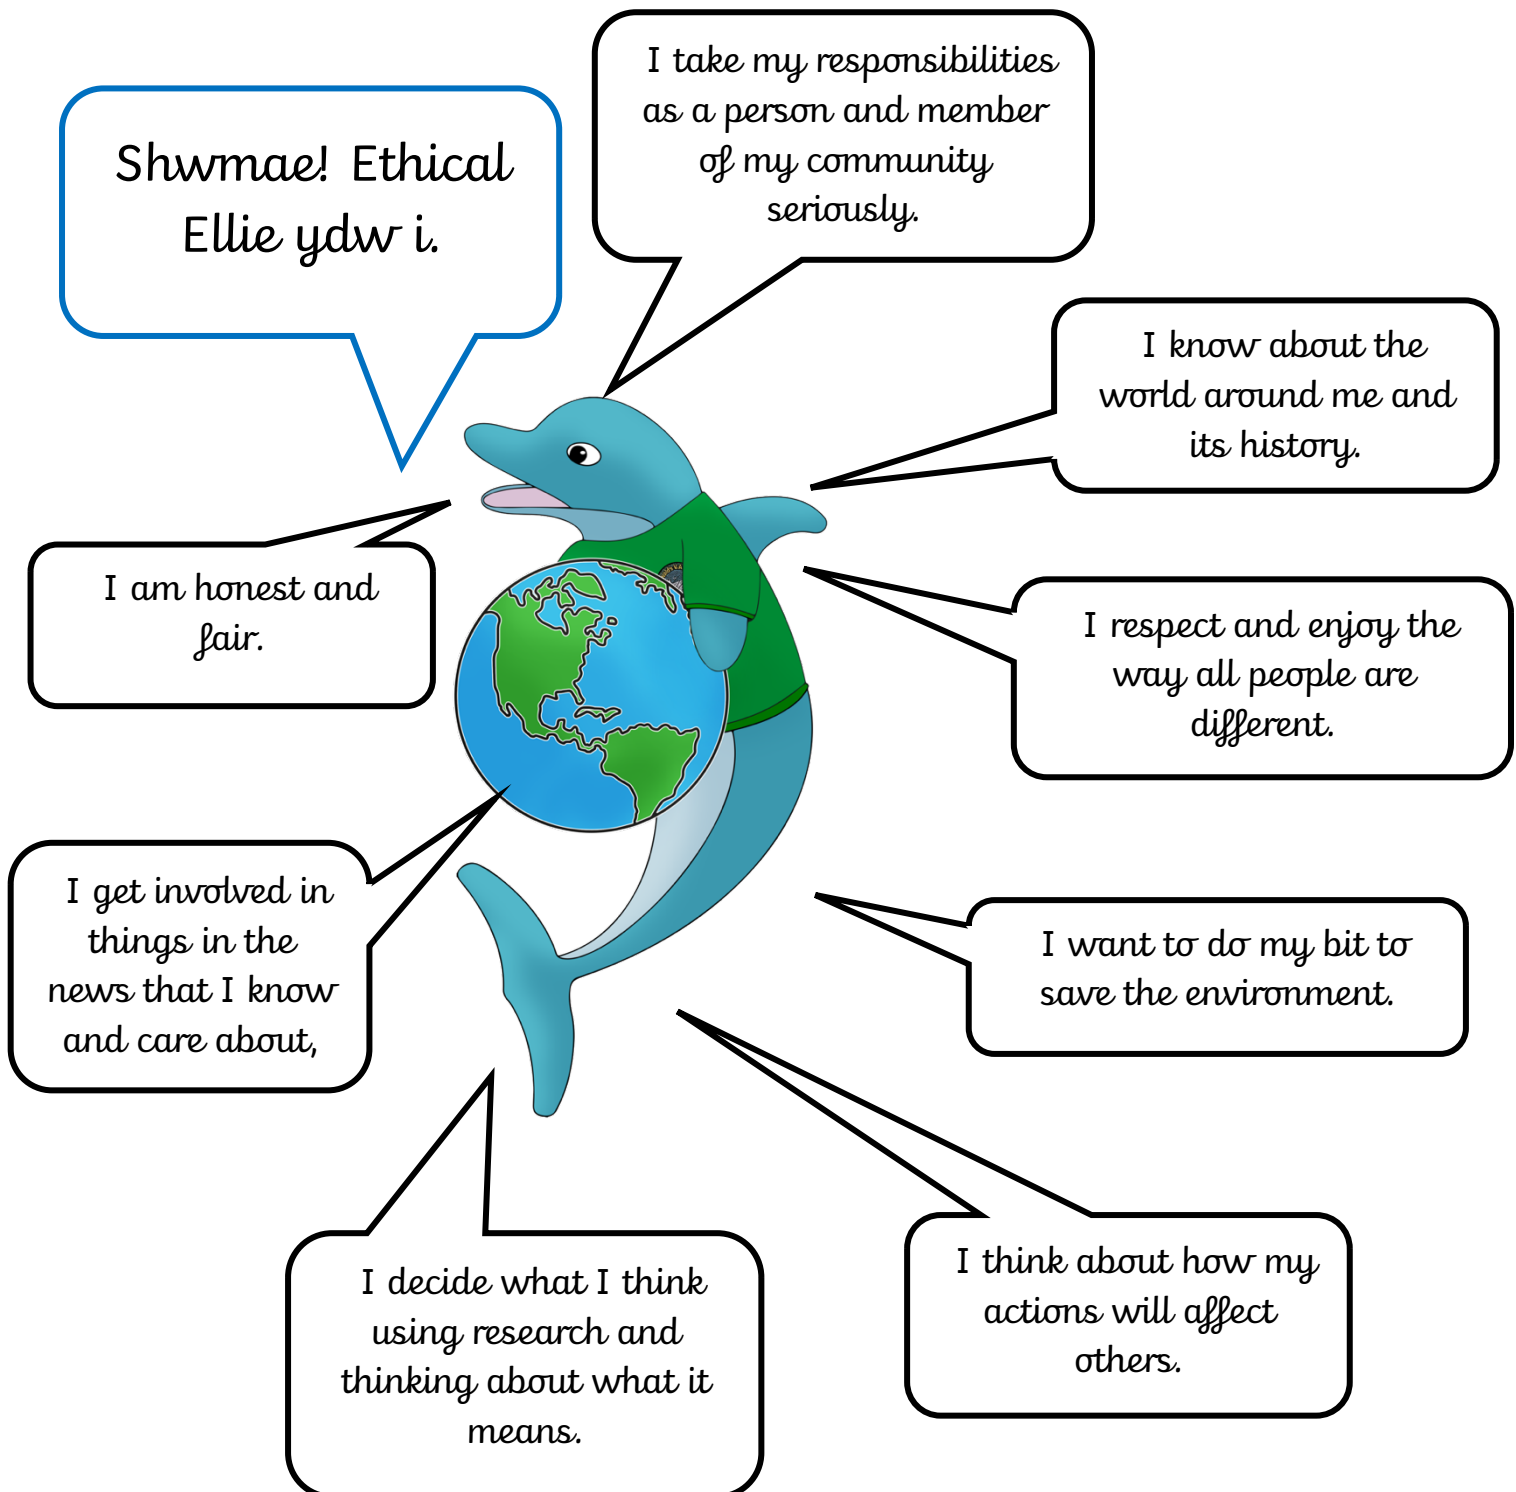 Shwmae! Ethical
Ellie ydw i.
I take my responsibilities
as a person and member
of my community
seriously.
I know about the
world around me and
its history.
I am honest and
fair.
I respect and enjoy the
way all people are
different.
I get involved in
things in the
news that I know
and care about,
I want to do my bit to
save the environment.
I think about how my
actions will affect
others.
I decide what I think
using research and
thinking about what it
means.